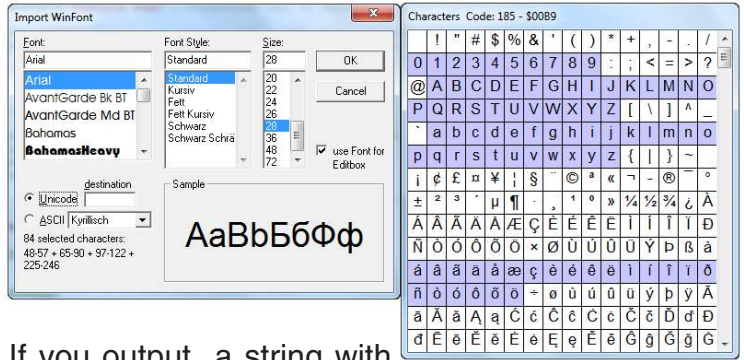 Import WinFont
Font:
Arial
Arial
AvantGarde Bk BT
AvantGarde Md BT
Bahamas
BahamasHeavy
Font Style:
Standard
Standard
Kursiv
Fett
Fett Kursiv
Schwarz
Schwarz Schrä
Size:
28
20
22
24
26
28
36
48
72
OK
Cancel
use Font for
Editbox
destination
Unicode
ASCII Kyrillisch
84 selected characters:
48-57 + 65-90 + 97-122 +
225-246
Sample
АаBbБбФф
Characters Code: 185 - $00B9
! " # $ % & ' ( ) * + , - . /
0 1 2 3 4 5 6 7 8 9 : ; < = > ?
@ A B C D E F G H I J K L M N O
P Q R S T U V W X Y Z [ \ ] ^ _
` a b c d e f g h i j k l m n o
p q r s t u v w x y z { | } ~
¡ ¢ £ ¤ ¥ ¦ § ¨ © ª « ¬ - ® ¯ °
± ² ³ ´ µ ¶ · ¸ ¹ º » ¼ ½ ¾ ¿ À
Á Â Ã Ä Å Æ Ç È É Ê Ë Ì Í Î Ï Ð
Ñ Ò Ó Ô Õ Ö × Ø Ù Ú Û Ü Ý Þ ß à
á â ã ä å æ ç è é ê ë ì í î ï ð
ñ ò ó ô õ ö ÷ ø ù ú û ü ý þ ÿ Ā
ā Ă ă Ą ą Ć ć Ĉ ĉ Ċ ċ Č č Ď ď Đ
đ Ē ē Ĕ ĕ Ė ė Ę ę Ě ě Ĝ ĝ Ğ ğ Ġ
If you output a string with